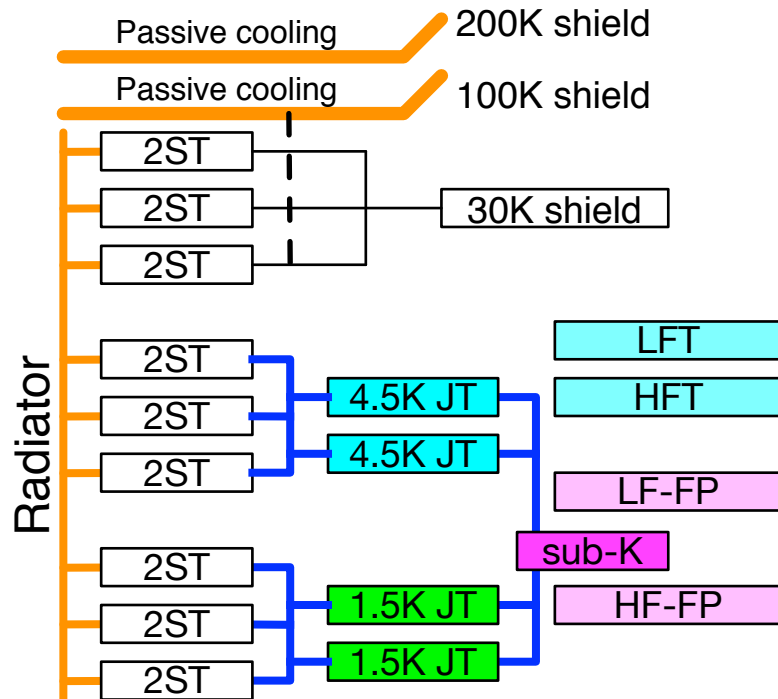 Passive cooling
200K shield
Passive cooling
100K shield
2ST
2ST
30K shield
2ST
Radiator
2ST
LFT
4.5K JT
HFT
2ST
4.5K JT
2ST
LF-FP
sub-K
2ST
1.5K JT
HF-FP
2ST
1.5K JT
2ST